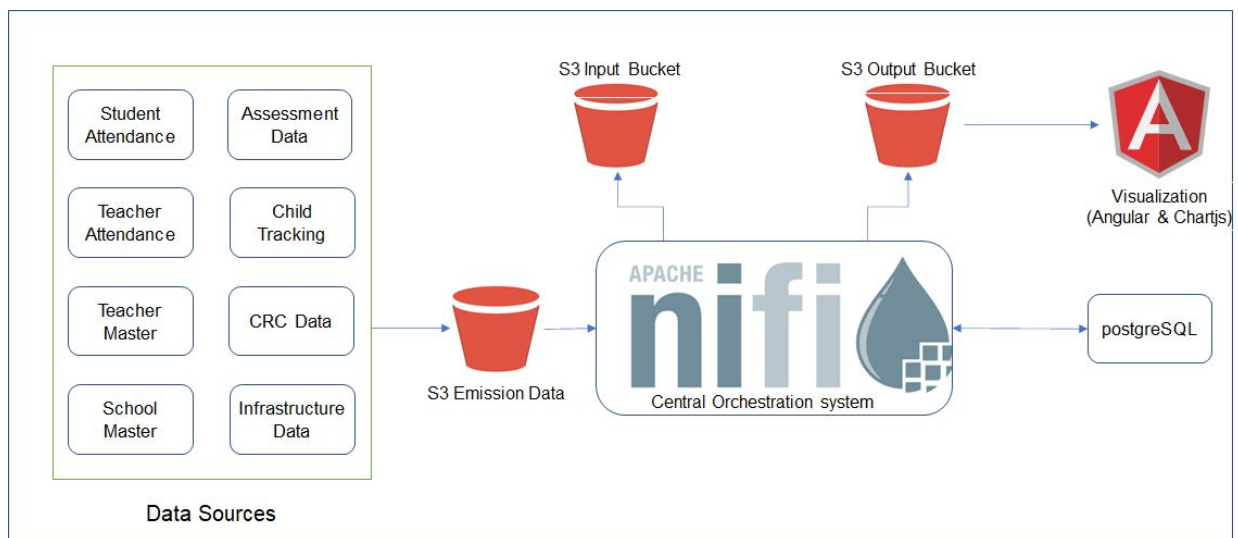 S3 Input Bucket
S3 Output Bucket
Student
Attendance
Assessment
Data
Teacher
Attendance
Child
Tracking
Teacher
Master
CRC Data
School
Master
Infrastructure
Data
Data Sources
S3 Emission Data
APACHE
nifi
Central Orchestration system
A
Visualization
(Angular & Chartjs)
postgreSQL